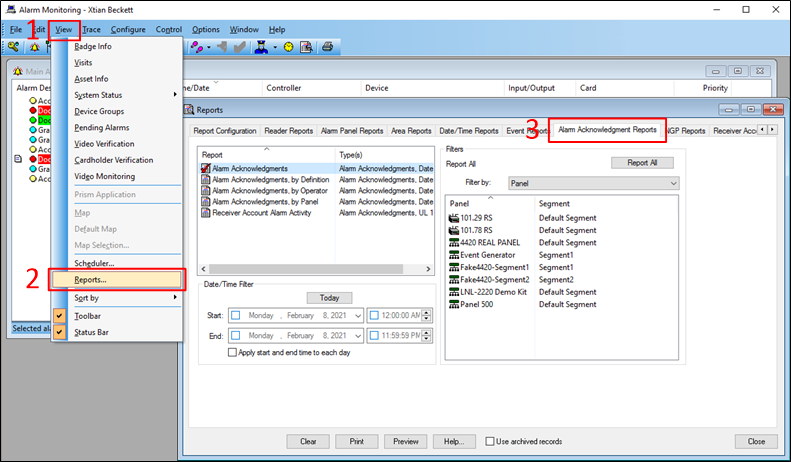 Alarm Monitoring - Xtian Beckett
1
File Edit View Trace Configure Control Options Window Help
Badge Info
Visits
Asset Info
System Status
Device Groups
Pending Alarms
Video Verification
Cardholder Verification
Video Monitoring
Prism Application
Map
Default Map
Map Selection...
Scheduler...
2
Reports...
Sort by
Toolbar
Status Bar
Main A
Alarm De
me/Date Controller Device Input/Output Card Priority
Aco
Doo
Doo
Gra
Gra
Doo
Gra
Aco
Selected ala
Reports
3
Report Configuration Reader Reports Alarm Panel Reports Area Reports Date/Time Reports Event Reports Alarm Acknowledgment Reports NGP Reports Receiver Acco
Report Type(s)
Alarm Acknowledgments Alarm Acknowledgments, Date
Alarm Acknowledgments, by Definition Alarm Acknowledgments, Date
Alarm Acknowledgments, by Operator Alarm Acknowledgments, Date
Alarm Acknowledgments, by Panel Alarm Acknowledgments, Date
Receiver Account Alarm Activity Alarm Acknowledgments, UL 1
Date/Time Filter
Today
Start: Monday , February 8, 2021 12:00:00 AM
End: Monday , February 8, 2021 11:59:59 PM
Apply start and end time to each day
Filters
Report All Report All
Filter by: Panel
Panel Segment
101.29 RS Default Segment
101.78 RS Default Segment
4420 REAL PANEL Default Segment
Event Generator Segment1
Fake4420-Segment1 Segment1
Fake4420-Segment2 Segment2
LNL-2220 Demo Kit Default Segment
Panel 500 Default Segment
Clear Print Preview Help... Use archived records Close